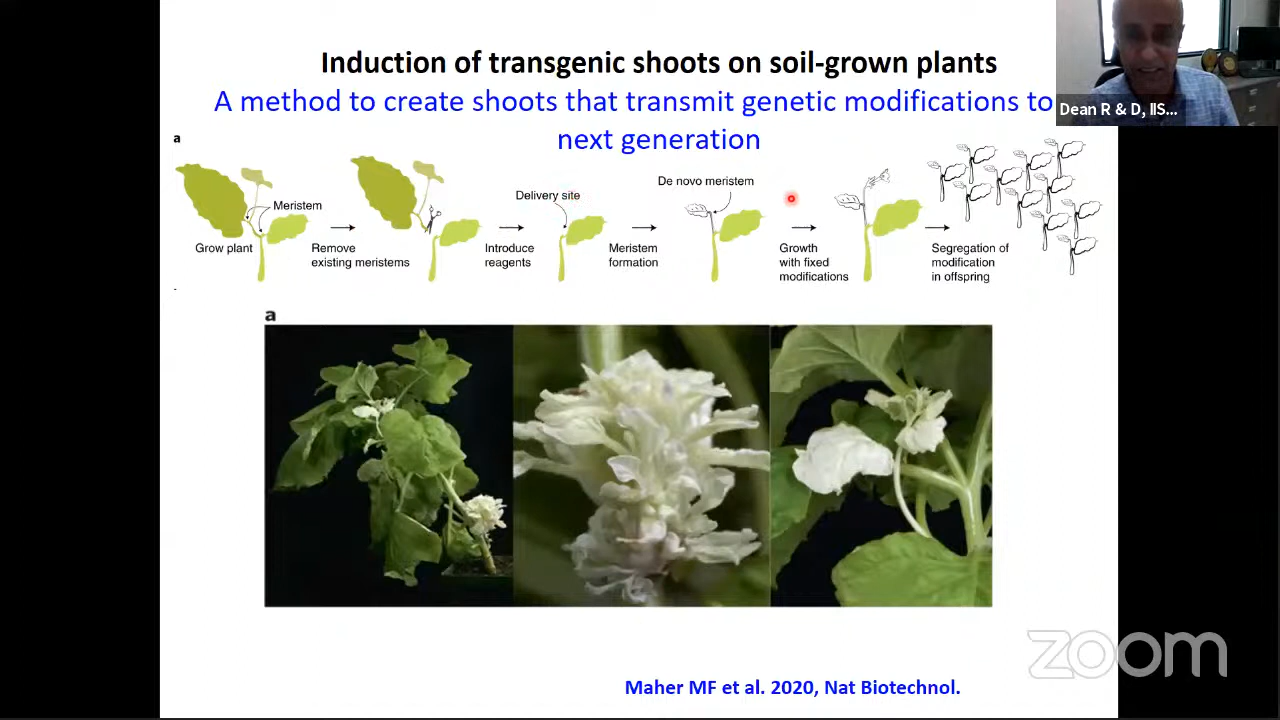 Induction of transgenic shoots on soil-grown plants
A method to create shoots that transmit genetic modifications to
next generation
Dean R & D, IIS...
a
Meristem
Grow plant
Remove
existing meristems
Delivery site
Introduce
reagents
Meristem
formation
De novo meristem
Growth
with fixed
modifications
Segregation of
modification
in offspring
a
zoom
Maher MF et al. 2020, Nat Biotechnol.